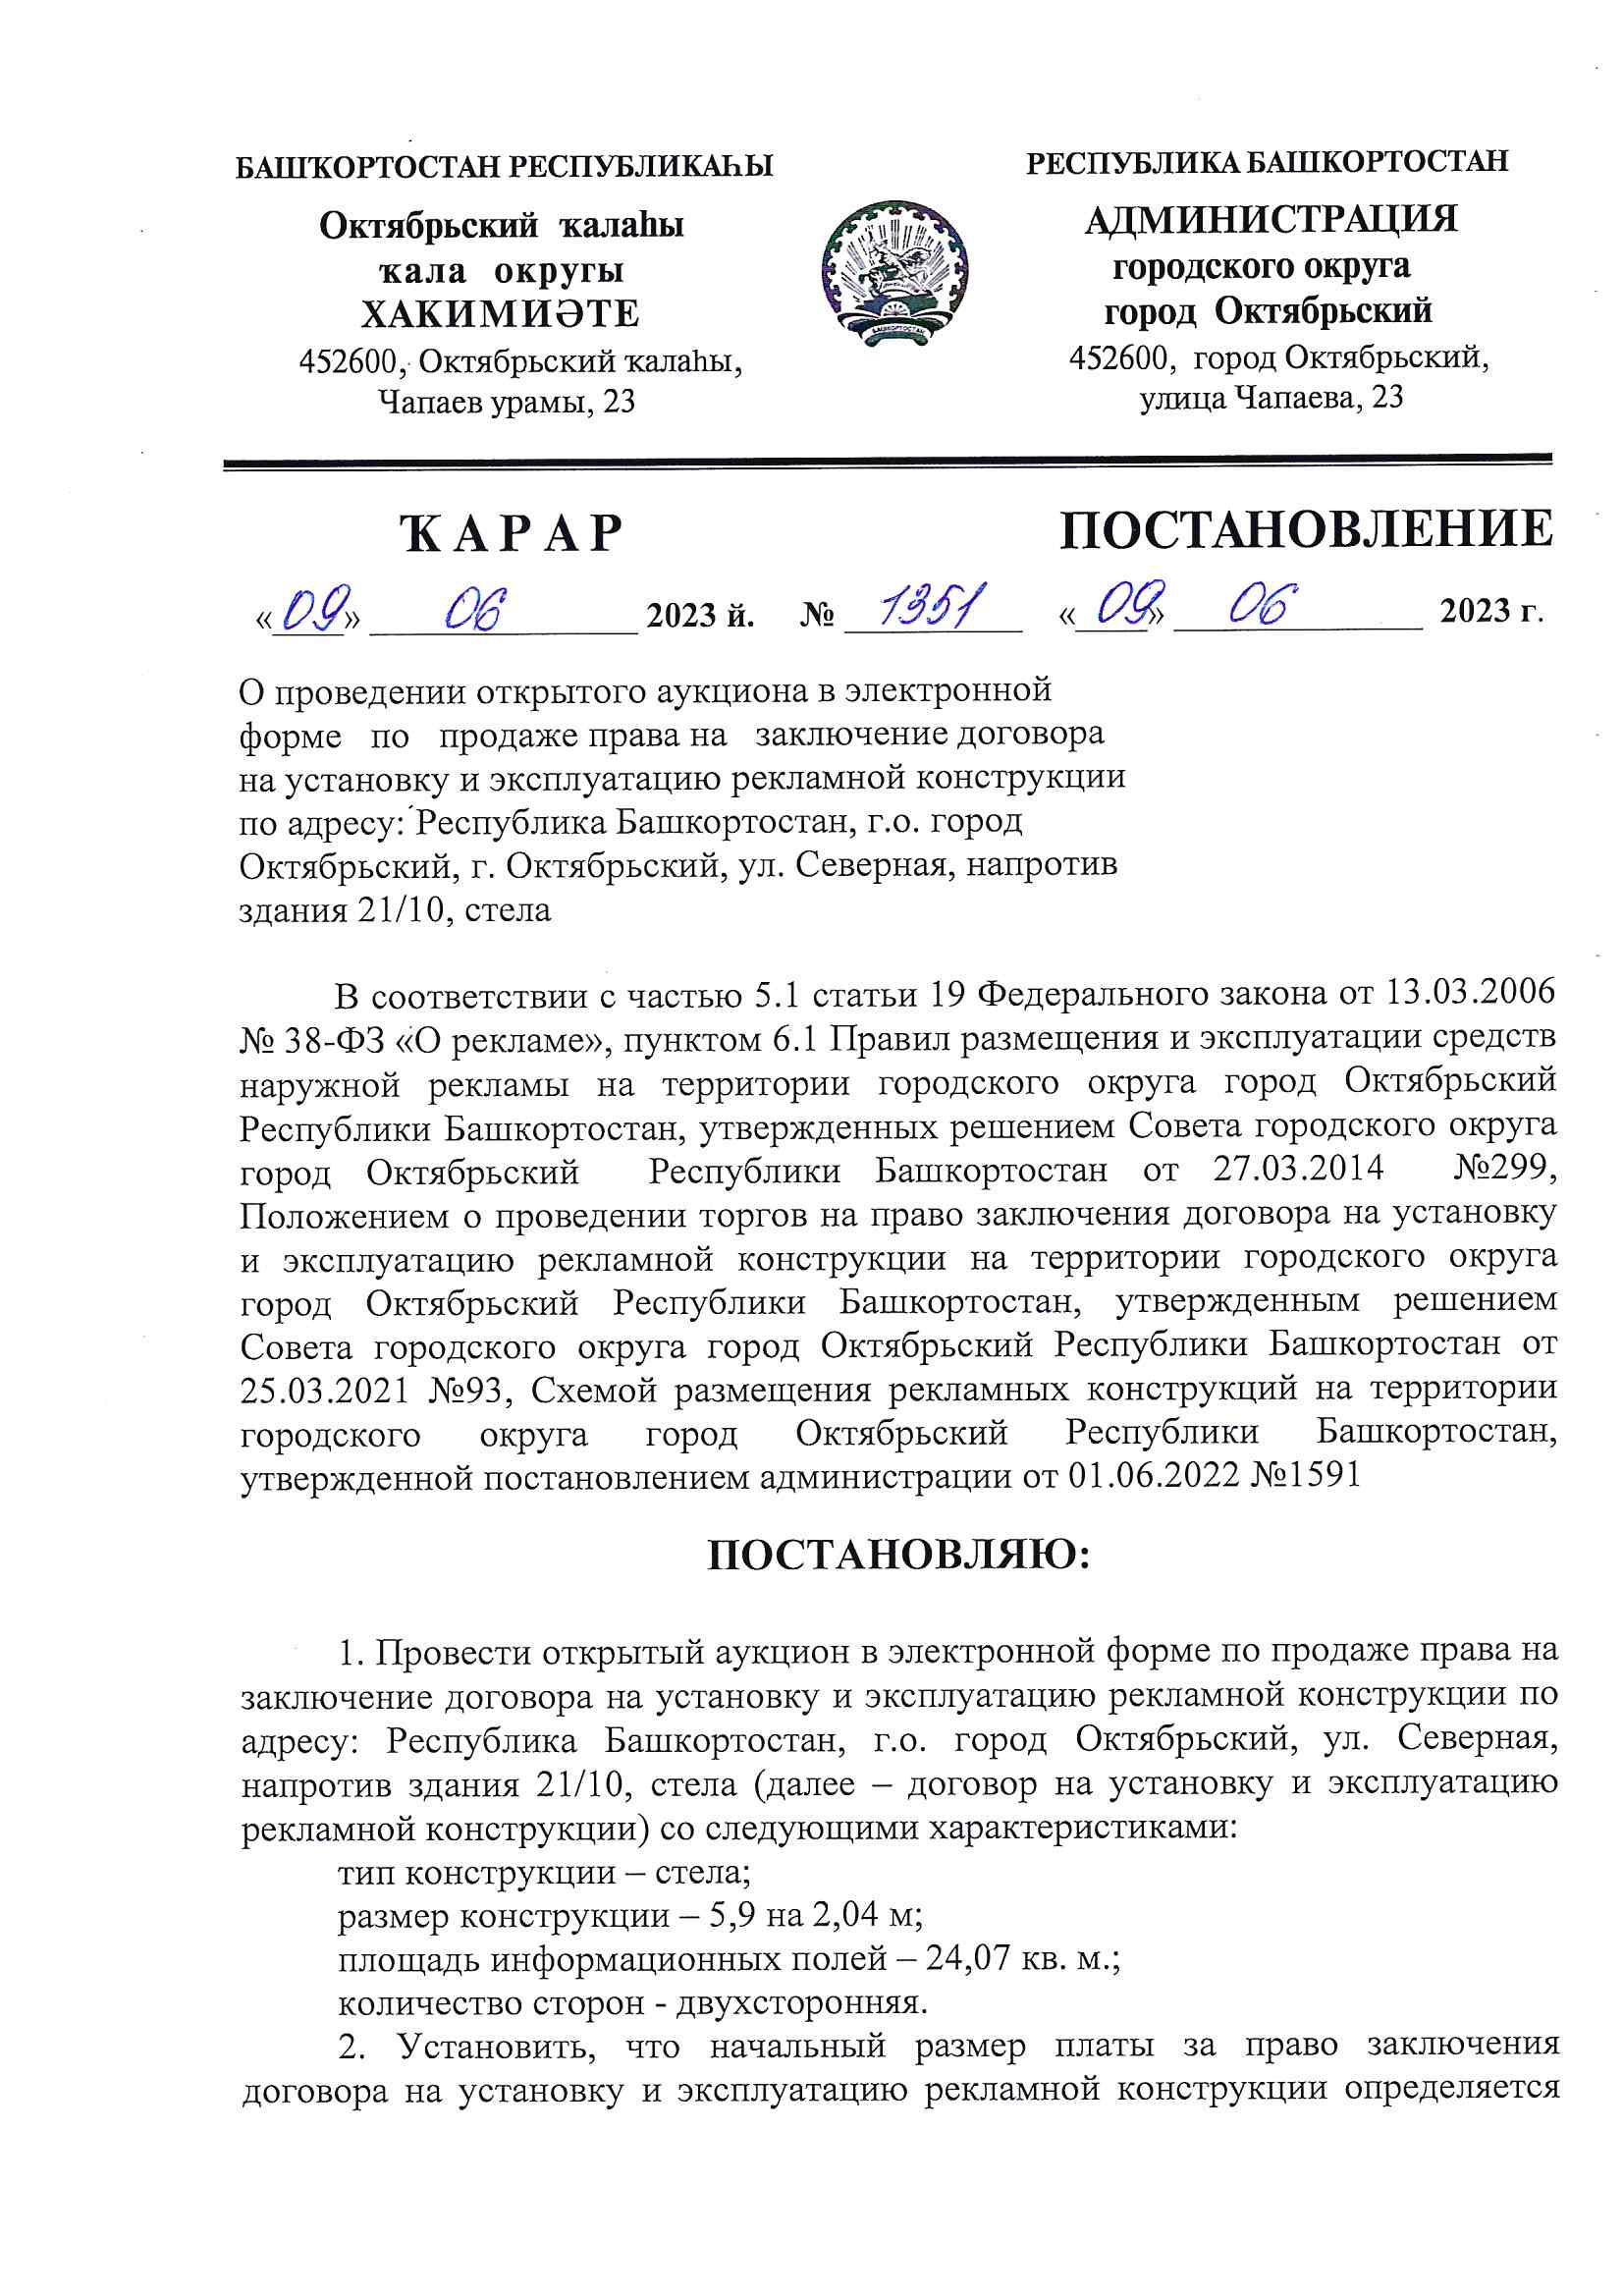 БАШҠОРТОСТАН РЕСПУБЛИКАҺЫ
Октябрьский ҡалаһы
ҡала округы
ХАКИМИӘТЕ
452600, Октябрьский ҡалаһы,
Чапаев урамы, 23
БАШКОРТОСТАН
РЕСПУБЛИКА БАШКОРТОСТАН
АДМИНИСТРАЦИЯ
городского округа
город Октябрьский
452600, город Октябрьский,
улица Чапаева, 23
ҠАРАР
ПОСТАНОВЛЕНИЕ
«09» 06 2023 й. № 1351 «09» 06 2023 г.
О проведении открытого аукциона в электронной
форме по продаже права на заключение договора
на установку и эксплуатацию рекламной конструкции
по адресу: Республика Башкортостан, г.о. город
Октябрьский, г. Октябрьский, ул. Северная, напротив
здания 21/10, стела
В соответствии с частью 5.1 статьи 19 Федерального закона от 13.03.2006
№ 38-ФЗ «О рекламе», пунктом 6.1 Правил размещения и эксплуатации средств
наружной рекламы на территории городского округа город Октябрьский
Республики Башкортостан, утвержденных решением Совета городского округа
город Октябрьский Республики Башкортостан от 27.03.2014 №299,
Положением о проведении торгов на право заключения договора на установку
и эксплуатацию рекламной конструкции на территории городского округа
город Октябрьский Республики Башкортостан, утвержденным решением
Совета городского округа город Октябрьский Республики Башкортостан от
25.03.2021 №93, Схемой размещения рекламных конструкций на территории
городского округа город Октябрьский Республики Башкортостан,
утвержденной постановлением администрации от 01.06.2022 №1591
ПОСТАНОВЛЯЮ:
1. Провести открытый аукцион в электронной форме по продаже права на
заключение договора на установку и эксплуатацию рекламной конструкции по
адресу: Республика Башкортостан, г.о. город Октябрьский, ул. Северная,
напротив здания 21/10, стела (далее – договор на установку и эксплуатацию
рекламной конструкции) со следующими характеристиками:
тип конструкции – стела;
размер конструкции – 5,9 на 2,04 м;
площадь информационных полей – 24,07 кв. м.;
количество сторон - двухсторонняя.
2. Установить, что начальный размер платы за право заключения
договора на установку и эксплуатацию рекламной конструкции определяется